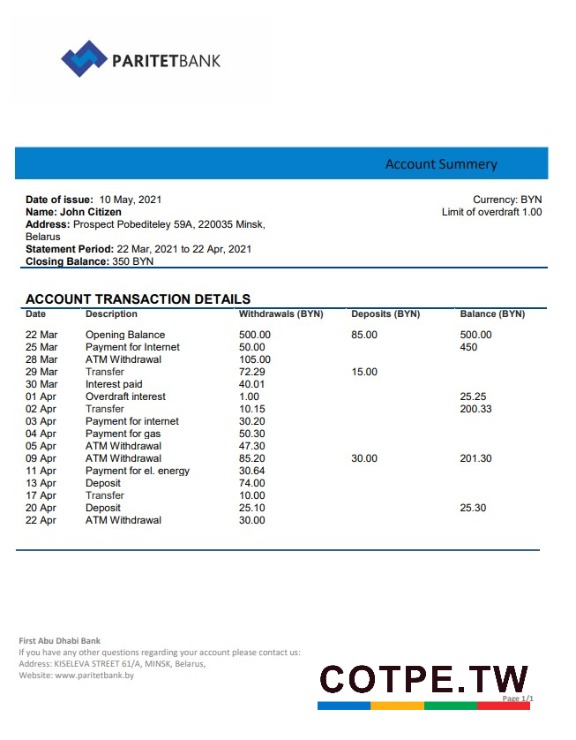 PARITETBANK
Account Summery
Date of issue: 10 May, 2021
Name: John Citizen
Address: Prospect Pobediteley 59A, 220035 Minsk,
Belarus
Statement Period: 22 Mar, 2021 to 22 Apr, 2021
Closing Balance: 350 BYN
Currency: BYN
Limit of overdraft 1.00
ACCOUNT TRANSACTION DETAILS
Date Description Withdrawals (BYN) Deposits (BYN) Balance (BYN)
22 Mar Opening Balance 500.00 85.00 500.00
25 Mar Payment for Internet 50.00 450
28 Mar ATM Withdrawal 105.00
29 Mar Transfer 72.29 15.00
30 Mar Interest paid 40.01
01 Apr Overdraft interest 1.00 25.25
02 Apr Transfer 10.15 200.33
03 Apr Payment for internet 30.20
04 Apr Payment for gas 50.30
05 Apr ATM Withdrawal 47.30
09 Apr ATM Withdrawal 85.20 30.00 201.30
11 Apr Payment for el. energy 30.64
13 Apr Deposit 74.00
17 Apr Transfer 10.00
20 Apr Deposit 25.10 25.30
22 Apr ATM Withdrawal 30.00
First Abu Dhabi Bank
If you have any other questions regarding your account please contact us:
Address: KISELEVA STREET 61/A, MINSK, Belarus,
Website: www.paritetbank.by
COTPE.TW
Page 1/1